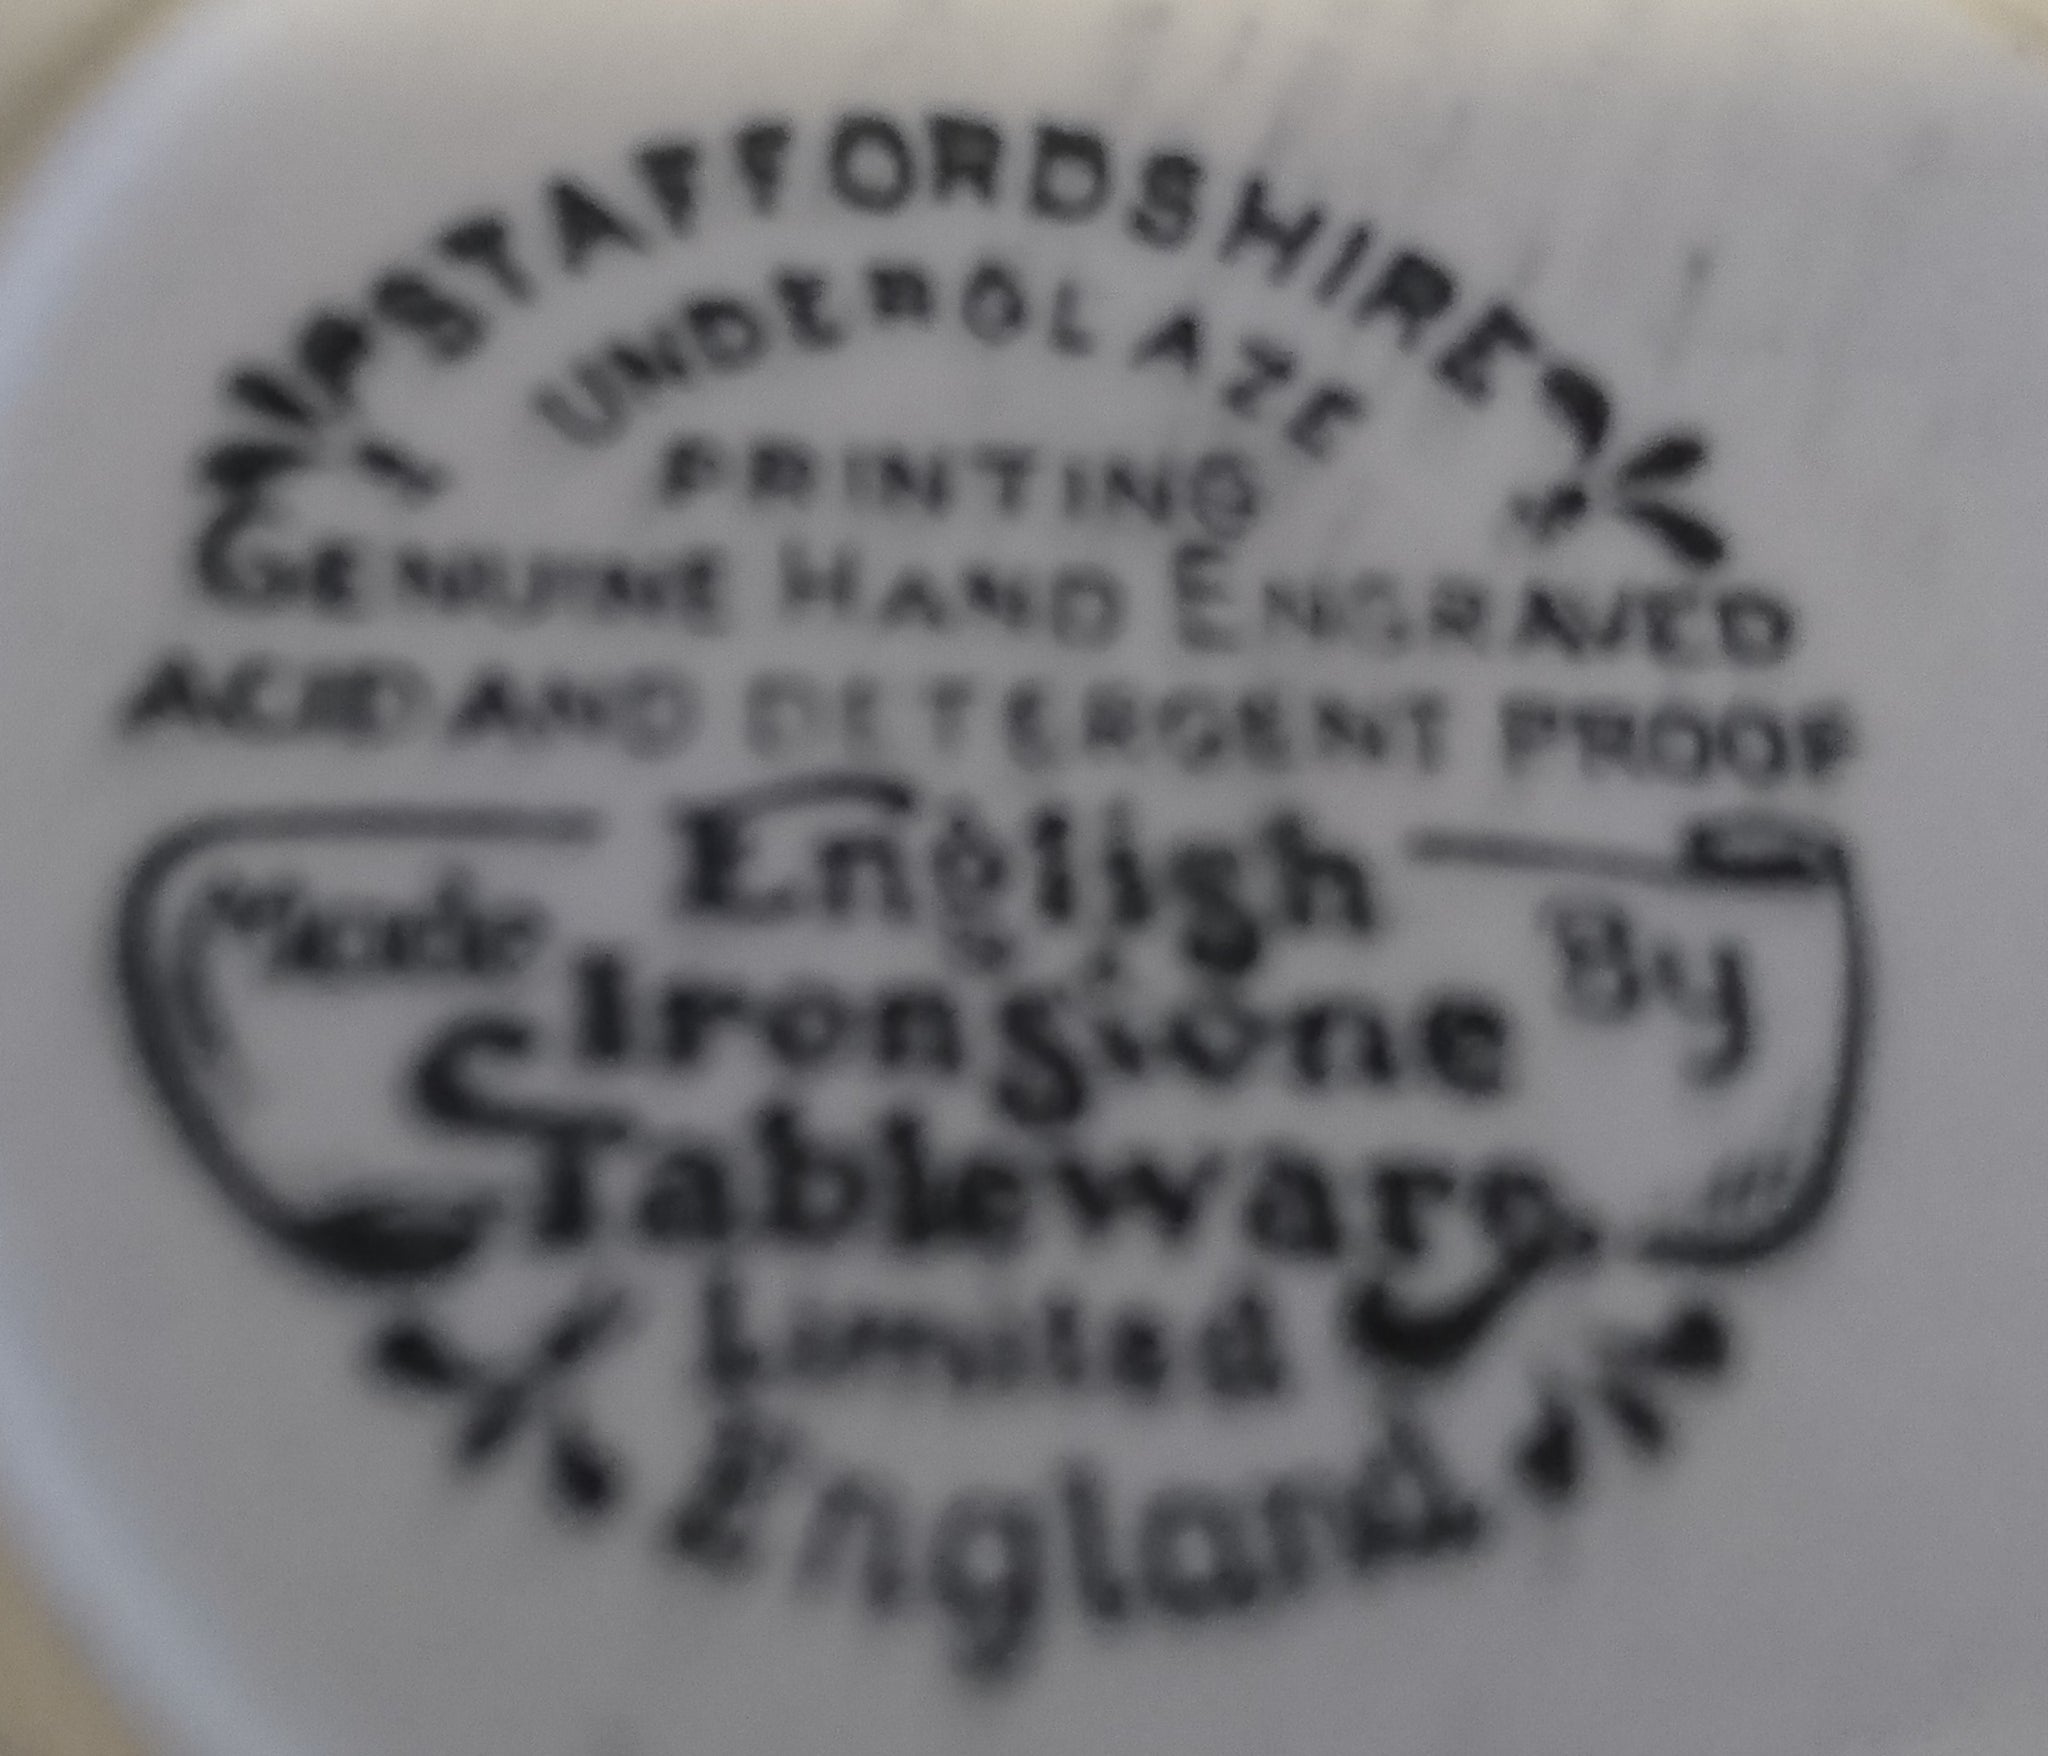 STAFFORDSHIRE
UNDERGLAZE
PRINTING
GENUINE HAND ENGRAVED
ACID AND DETERGENT PROOF
Made English By
Ironstone
Tableware
Limited
England